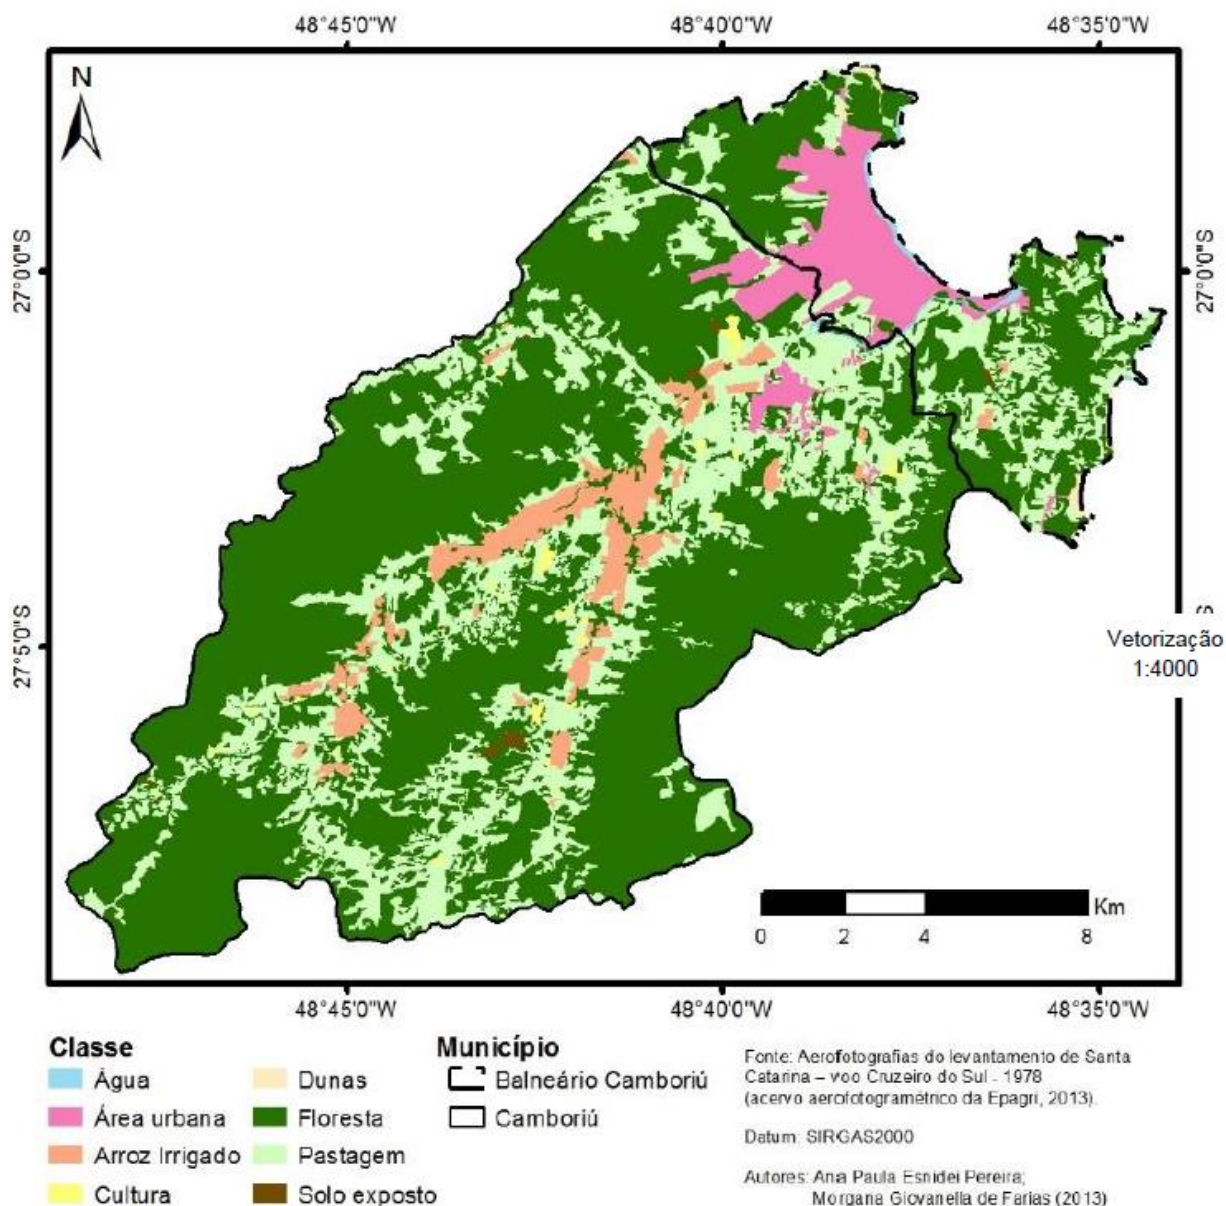 48°45'0"W 48°40'0"W 48°35'0"W
N
27°0'0"S 27°0'0"S
27°5'0"S
Vetorização
1:4000
Km
0 2 4 8
48°45'0"W 48°40'0"W 48°35'0"W
Classe
Água
Área urbana
Arroz Irrigado
Cultura
Dunas
Floresta
Pastagem
Solo exposto
Município
Balneário Camboriú
Camboriú
Fonte: Aerofotografias do levantamento de Santa
Catarina – voo Cruzeiro do Sul - 1978
(acervo aerofotogramétrico da Epagri, 2013).
Datum: SIRGAS2000
Autores: Ana Paula Esnidei Pereira;
Morgana Giovanella de Farias (2013)